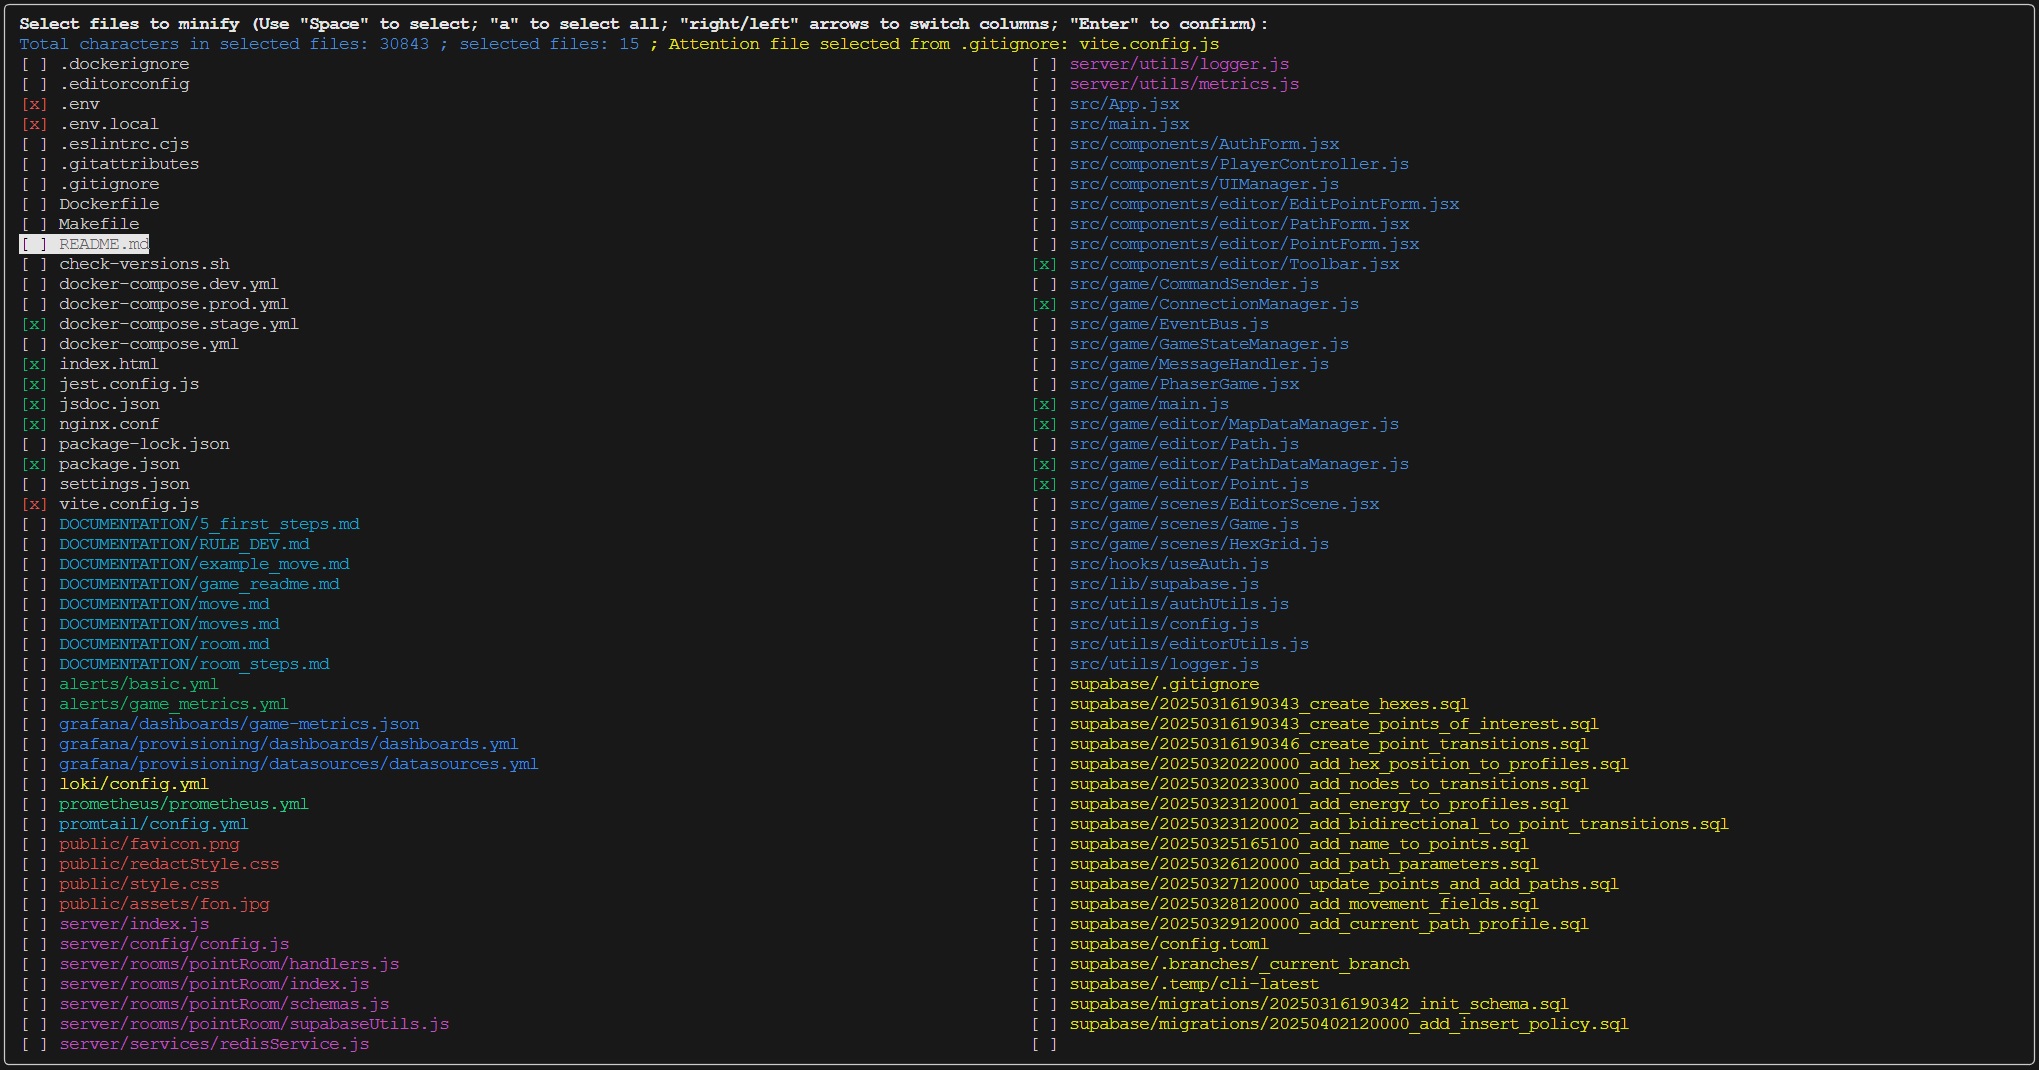 Select files to minify (Use "Space" to select; "a" to select all; "right/left" arrows to switch columns; "Enter" to confirm):
Total characters in selected files: 30843 ; selected files: 15 ; Attention file selected from .gitignore: vite.config.js
[ ] .dockerignore
[ ] .editorconfig
[x] .env
[x] .env.local
[ ] .eslintrc.cjs
[ ] .gitattributes
[ ] .gitignore
[ ] Dockerfile
[ ] Makefile
[ ] README.md
[ ] check-versions.sh
[ ] docker-compose.dev.yml
[ ] docker-compose.prod.yml
[x] docker-compose.stage.yml
[ ] docker-compose.yml
[x] index.html
[x] jest.config.js
[x] jsdoc.json
[x] nginx.conf
[ ] package-lock.json
[x] package.json
[ ] settings.json
[x] vite.config.js
[ ] DOCUMENTATION/5_first_steps.md
[ ] DOCUMENTATION/RULE_DEV.md
[ ] DOCUMENTATION/example_move.md
[ ] DOCUMENTATION/game_readme.md
[ ] DOCUMENTATION/move.md
[ ] DOCUMENTATION/moves.md
[ ] DOCUMENTATION/room.md
[ ] DOCUMENTATION/room_steps.md
[ ] alerts/basic.yml
[ ] alerts/game_metrics.yml
[ ] grafana/dashboards/game-metrics.json
[ ] grafana/provisioning/dashboards/dashboards.yml
[ ] grafana/provisioning/datasources/datasources.yml
[ ] loki/config.yml
[ ] prometheus/prometheus.yml
[ ] promtail/config.yml
[ ] public/favicon.png
[ ] public/redactStyle.css
[ ] public/style.css
[ ] public/assets/fon.jpg
[ ] server/index.js
[ ] server/config/config.js
[ ] server/rooms/pointRoom/handlers.js
[ ] server/rooms/pointRoom/index.js
[ ] server/rooms/pointRoom/schemas.js
[ ] server/rooms/pointRoom/supabaseUtils.js
[ ] server/services/redisService.js
[ ] server/utils/logger.js
[ ] server/utils/metrics.js
[ ] src/App.jsx
[ ] src/main.jsx
[ ] src/components/AuthForm.jsx
[ ] src/components/PlayerController.js
[ ] src/components/UIManager.js
[ ] src/components/editor/EditPointForm.jsx
[ ] src/components/editor/PathForm.jsx
[ ] src/components/editor/PointForm.jsx
[x] src/components/editor/Toolbar.jsx
[ ] src/game/CommandSender.js
[x] src/game/ConnectionManager.js
[ ] src/game/EventBus.js
[ ] src/game/GameStateManager.js
[ ] src/game/MessageHandler.js
[ ] src/game/PhaserGame.jsx
[x] src/game/main.js
[x] src/game/editor/MapDataManager.js
[ ] src/game/editor/Path.js
[x] src/game/editor/PathDataManager.js
[x] src/game/editor/Point.js
[ ] src/game/scenes/EditorScene.jsx
[ ] src/game/scenes/Game.js
[ ] src/game/scenes/HexGrid.js
[ ] src/hooks/useAuth.js
[ ] src/lib/supabase.js
[ ] src/utils/authUtils.js
[ ] src/utils/config.js
[ ] src/utils/editorUtils.js
[ ] src/utils/logger.js
[ ] supabase/.gitignore
[ ] supabase/20250316190343_create_hexes.sql
[ ] supabase/20250316190343_create_points_of_interest.sql
[ ] supabase/20250316190346_create_point_transitions.sql
[ ] supabase/20250320220000_add_hex_position_to_profiles.sql
[ ] supabase/20250320233000_add_nodes_to_transitions.sql
[ ] supabase/20250323120001_add_energy_to_profiles.sql
[ ] supabase/20250323120002_add_bidirectional_to_point_transitions.sql
[ ] supabase/20250325165100_add_name_to_points.sql
[ ] supabase/20250326120000_add_path_parameters.sql
[ ] supabase/20250327120000_update_points_and_add_paths.sql
[ ] supabase/20250328120000_add_movement_fields.sql
[ ] supabase/20250329120000_add_current_path_profile.sql
[ ] supabase/config.toml
[ ] supabase/.branches/_current_branch
[ ] supabase/.temp/cli-latest
[ ] supabase/migrations/20250316190342_init_schema.sql
[ ] supabase/migrations/20250402120000_add_insert_policy.sql
[ ]